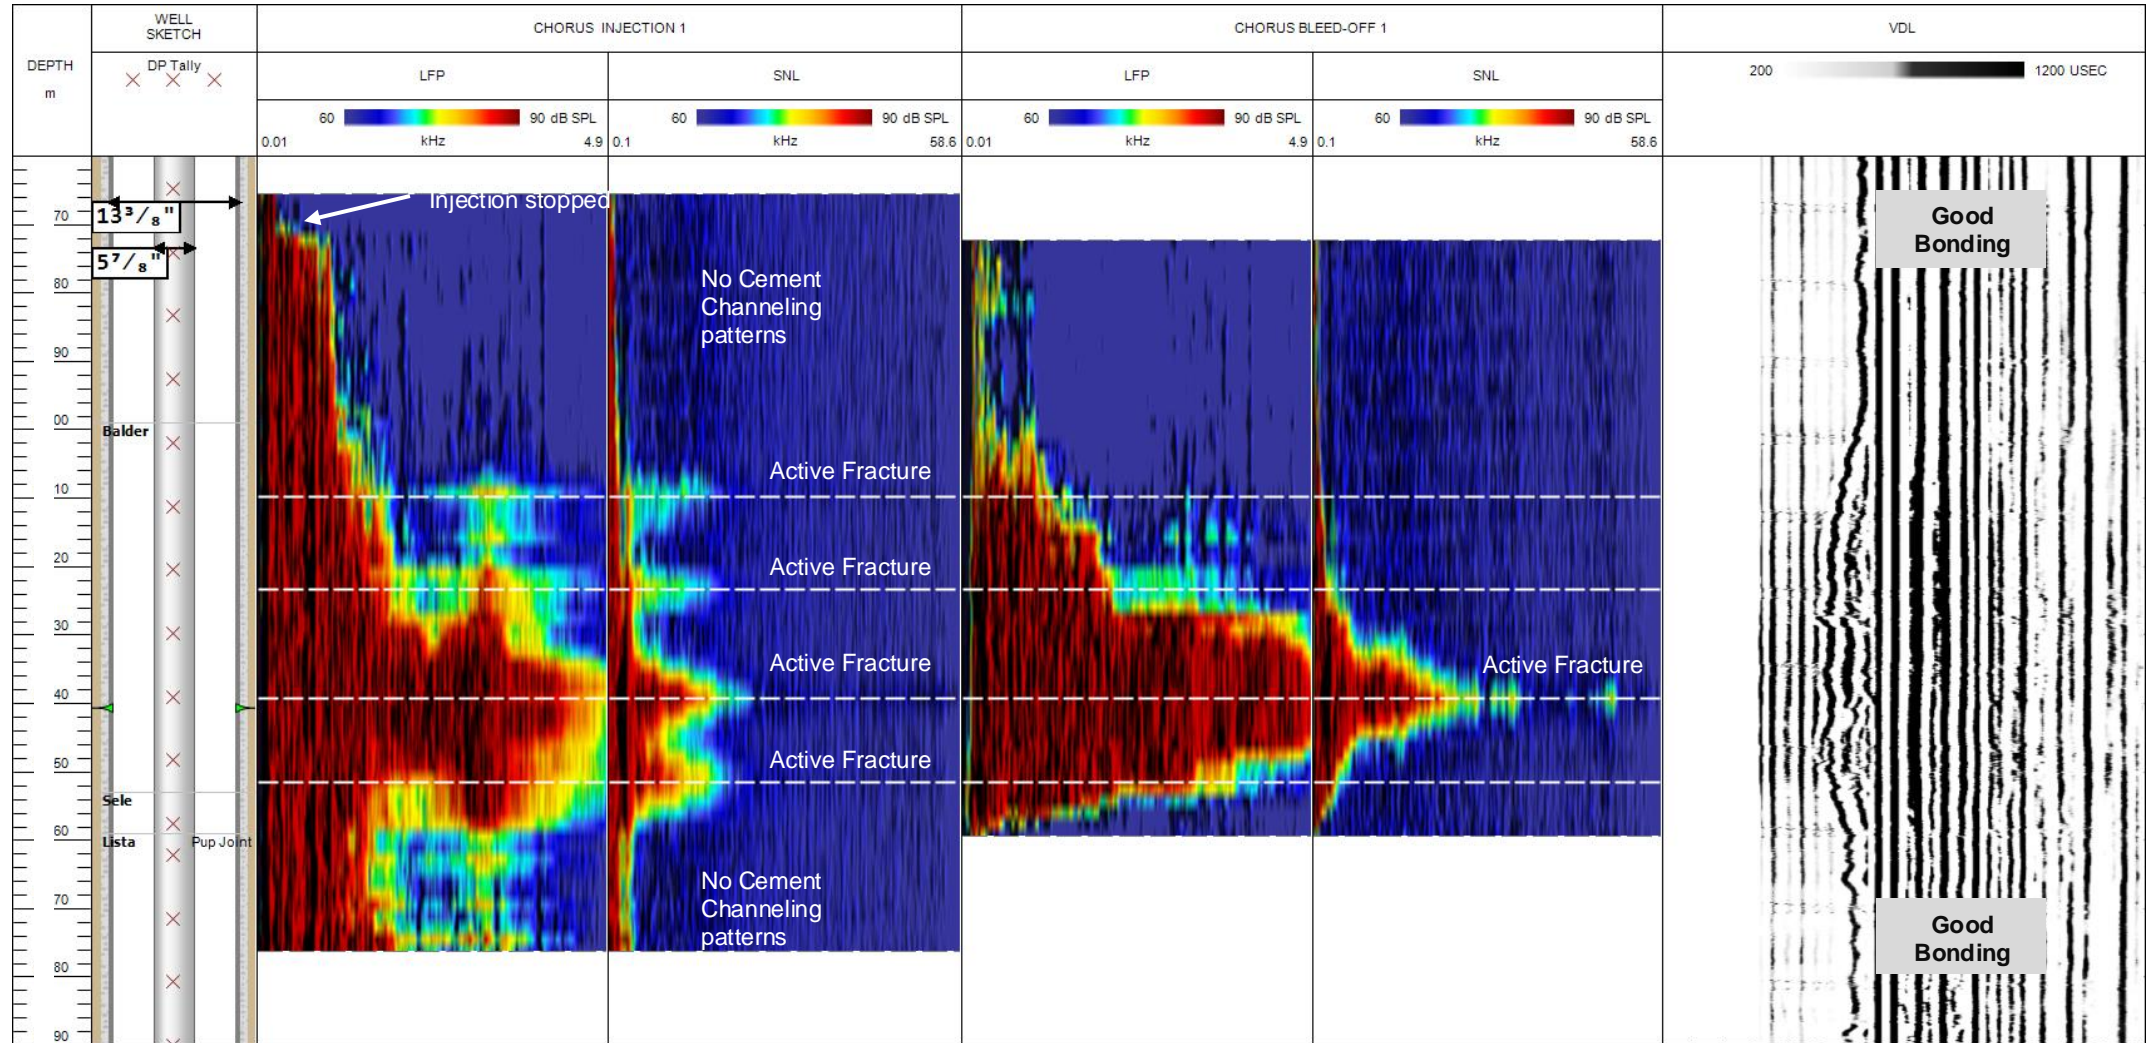 WELL
SKETCH
CHORUS INJECTION 1
CHORUS BLEED-OFF 1
VDL
DEPTH
m
DP Tally
LFP
SNL
LFP
SNL
200
1200 USEC
60
90 dB SPL
60
90 dB SPL
60
90 dB SPL
60
90 dB SPL
0.01
kHz
4.9
0.1
kHz
58.6
0.01
kHz
4.9
0.1
kHz
58.6
Injection stopped
13³/₈"
5⁷/₈"
70
80
90
00
10
20
30
40
50
60
70
80
90
Balder
Sele
Lista
Pup Joint
No Cement
Channeling
patterns
Active Fracture
Active Fracture
Active Fracture
Active Fracture
No Cement
Channeling
patterns
Active Fracture
Good
Bonding
Good
Bonding